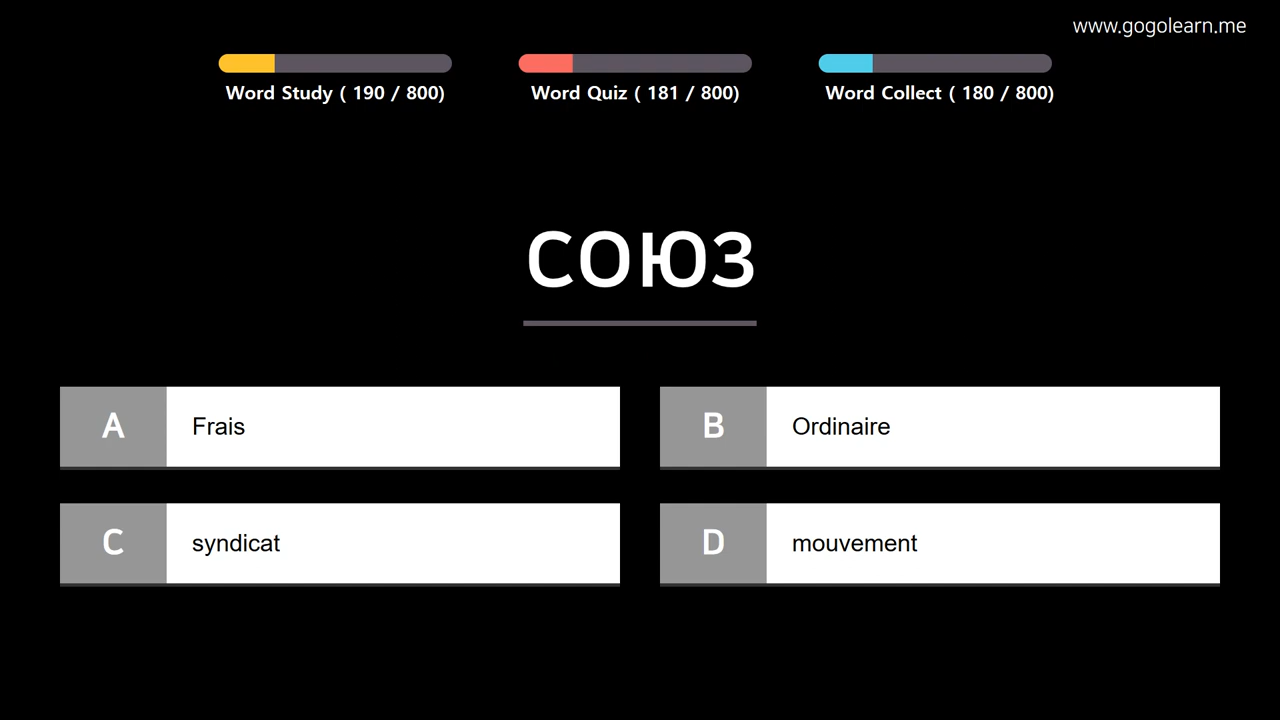 www.gogolearn.me
Word Study ( 190 / 800)
Word Quiz ( 181 / 800)
Word Collect ( 180 / 800)
союз
A Frais
B Ordinaire
C syndicat
D mouvement